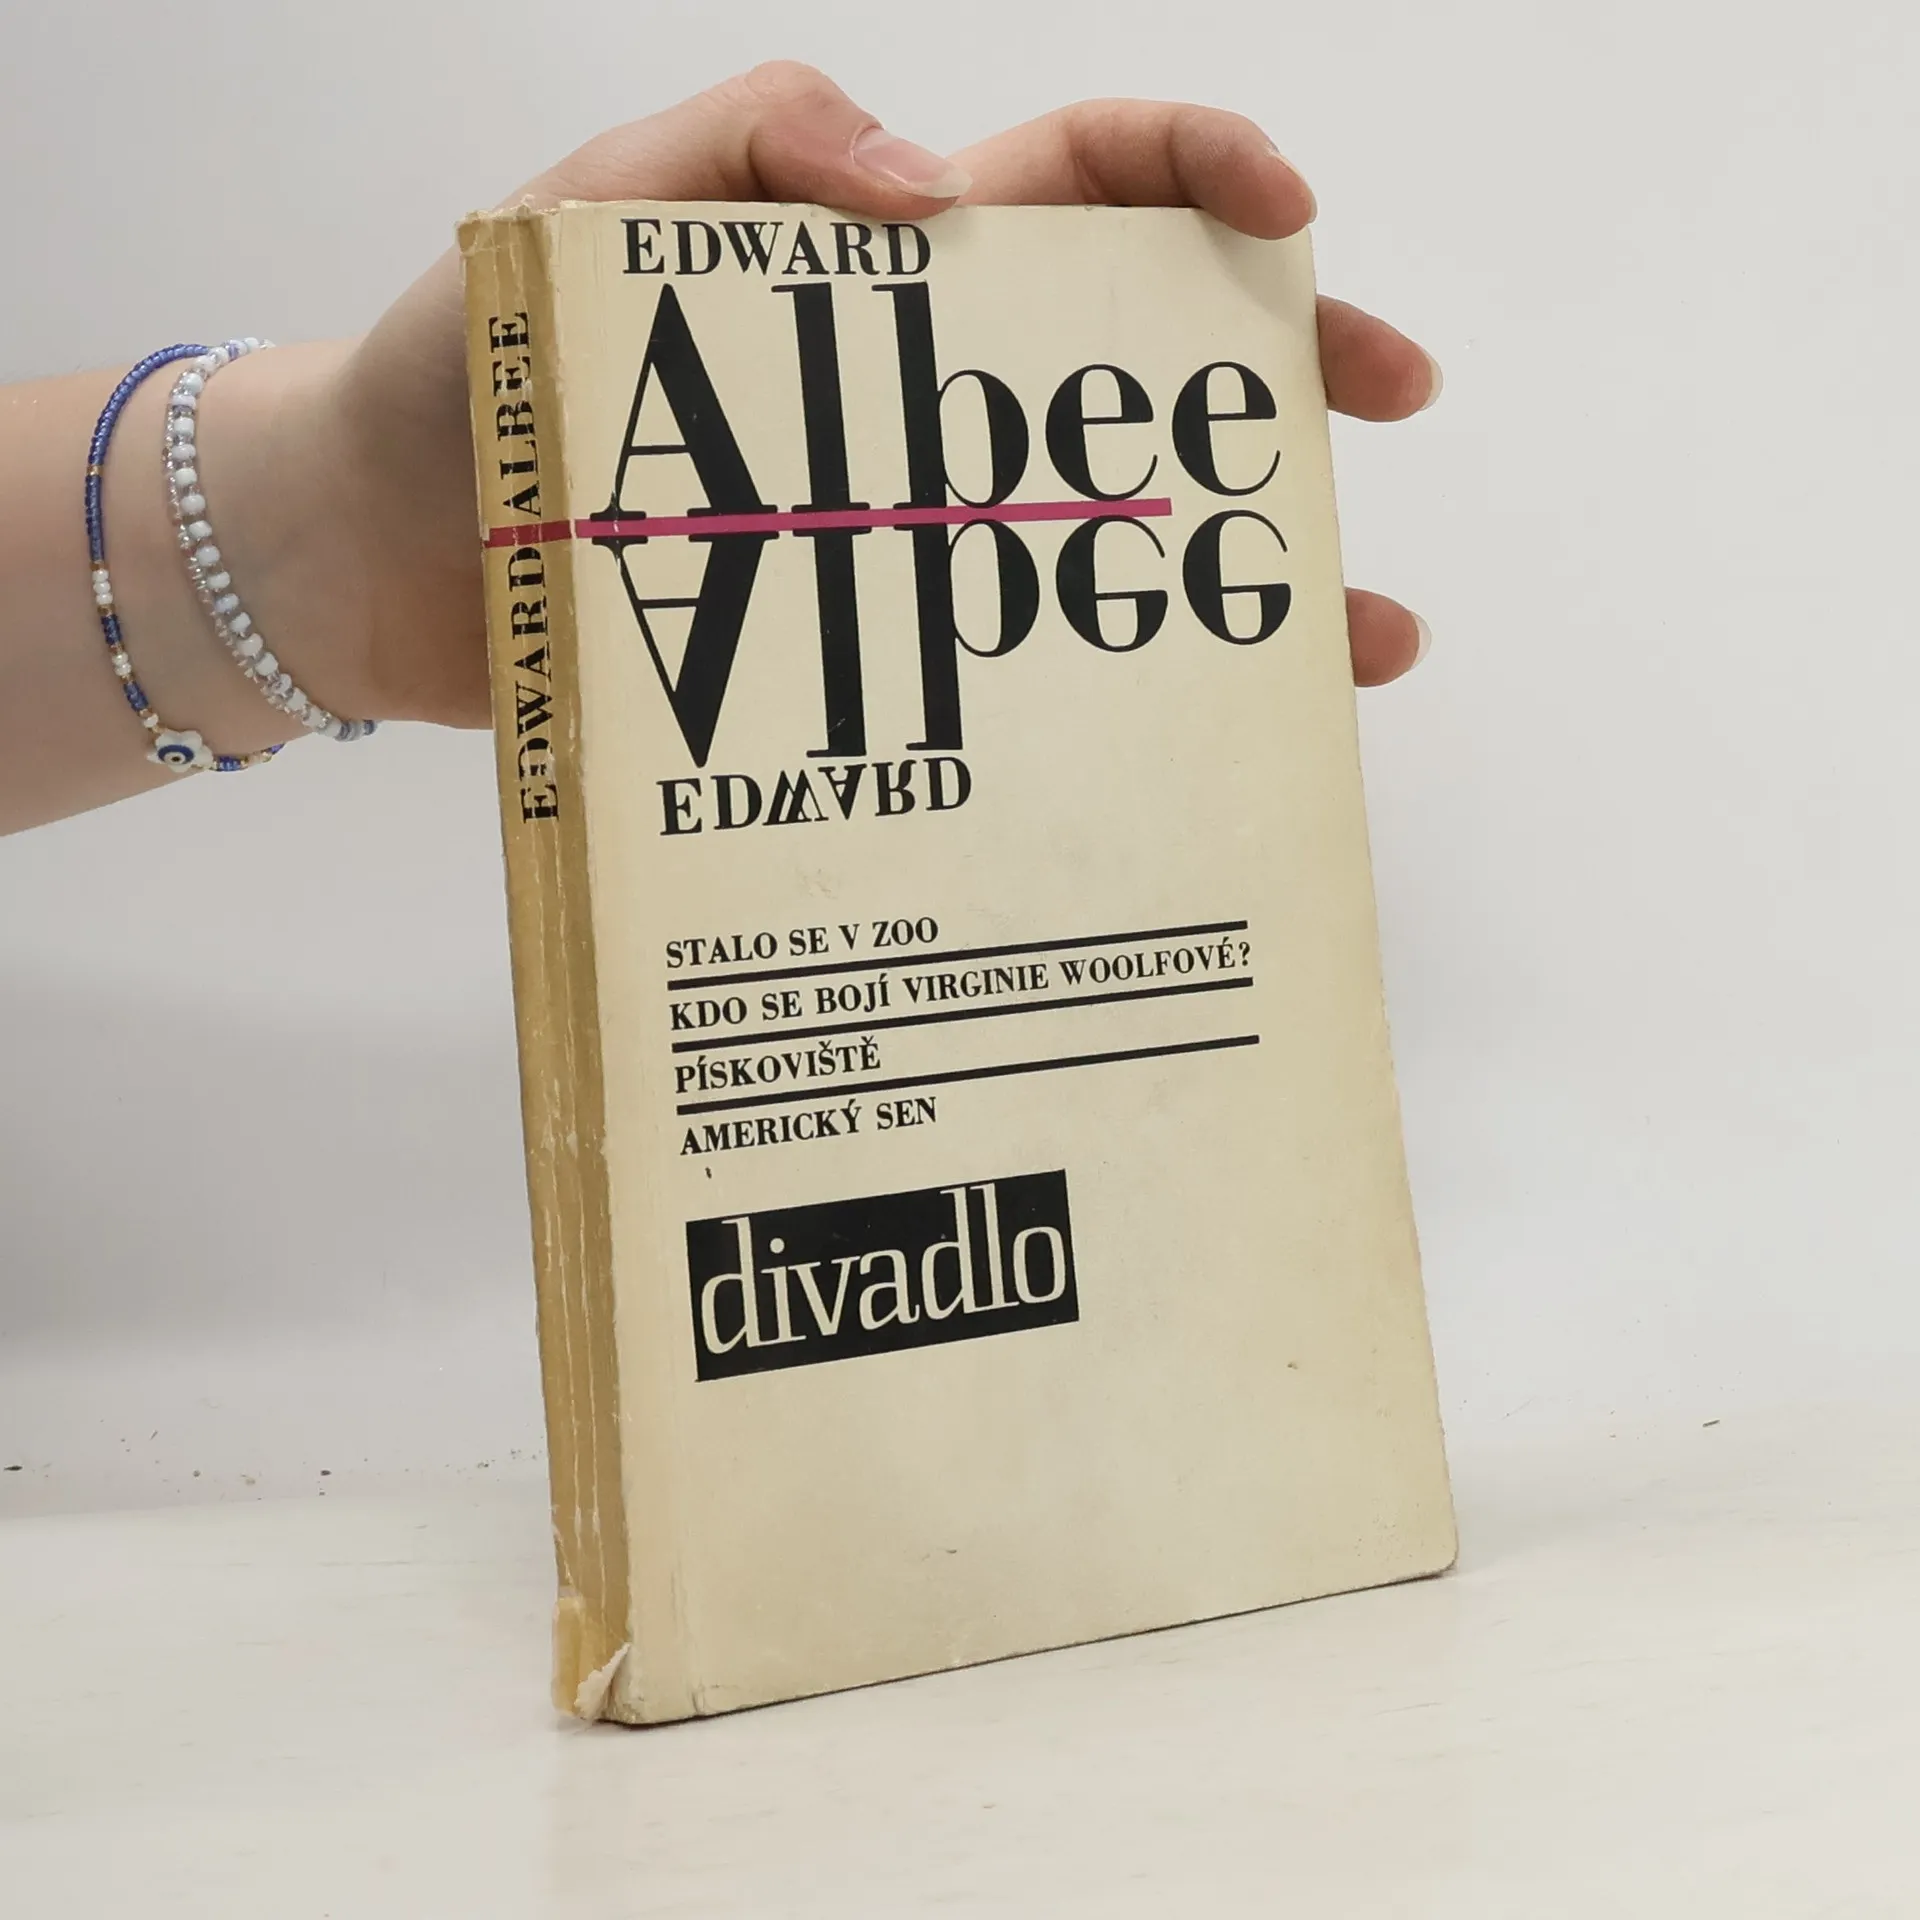 EDWARD
Albee
Albee
EDWARD
STALO SE V ZOO
KDO SE BOJÍ VIRGINIE WOOLFOVÉ?
PÍSKOVIŠTĚ
AMERICKÝ SEN
divadlo
EDWARD ALBEE